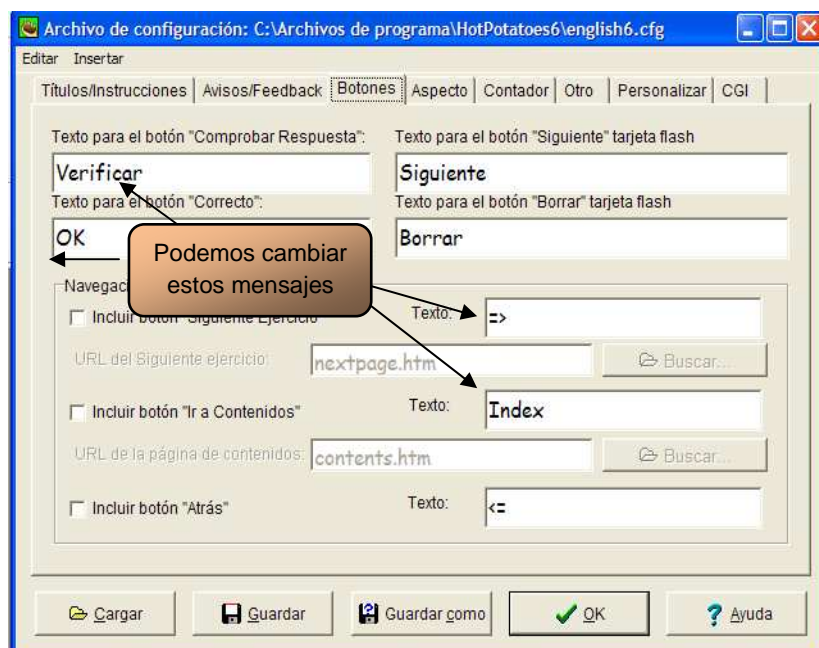 Archivo de configuración: C:\Archivos de programa\HotPotatoes6\english6.cfg
Editar Insertar
Títulos/Instrucciones Avisos/Feedback Botones Aspecto Contador Otro Personalizar CGI
Texto para el botón "Comprobar Respuesta": Texto para el botón "Siguiente" tarjeta flash
Verificar Siguiente
Texto para el botón "Correcto": Texto para el botón "Borrar" tarjeta flash
OK Borrar
Podemos cambiar
estos mensajes
Incluir botón "Siguiente Ejercicio" Texto: =>
URL del Siguiente ejercicio: nextpage.htm Buscar...
Incluir botón "Ir a Contenidos" Texto: Index
URL de la página de contenidos: contents.htm Buscar...
Incluir botón "Atrás" Texto: <=
Cargar Guardar Guardar como OK Ayuda